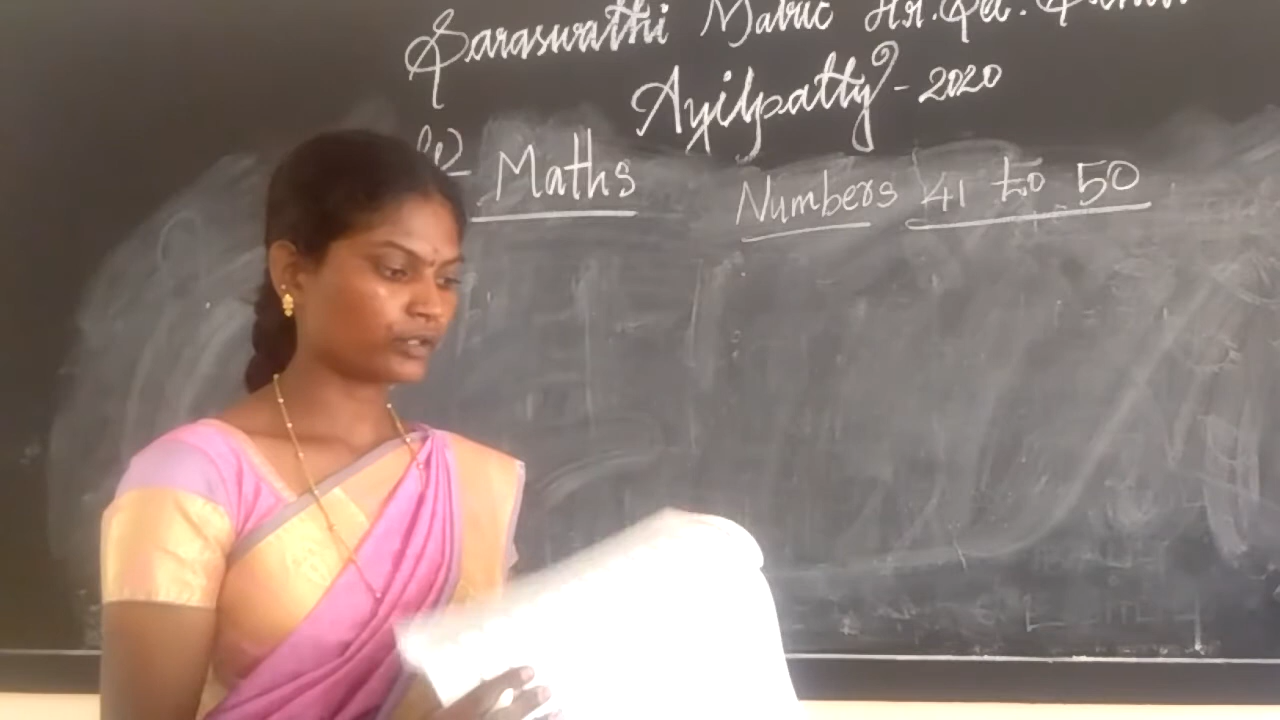 Saraswathi Matric Hr. Sec. School
Ayilpatty - 2020
Maths Numbers 41 to 50